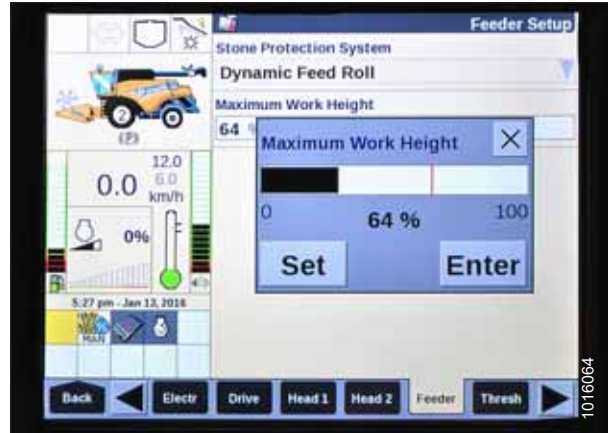 Feeder Setup
Stone Protection System
Dynamic Feed Roll
Maximum Work Height
64 %
Maximum Work Height
0
64 %
100
Set
Enter
2
(P)
0.0
12.0
6.0
km/h
0%
5:27 pm - Jan 13, 2016
MAN
Back
Electr
Drive
Head 1
Head 2
Feeder
Thresh
1016064